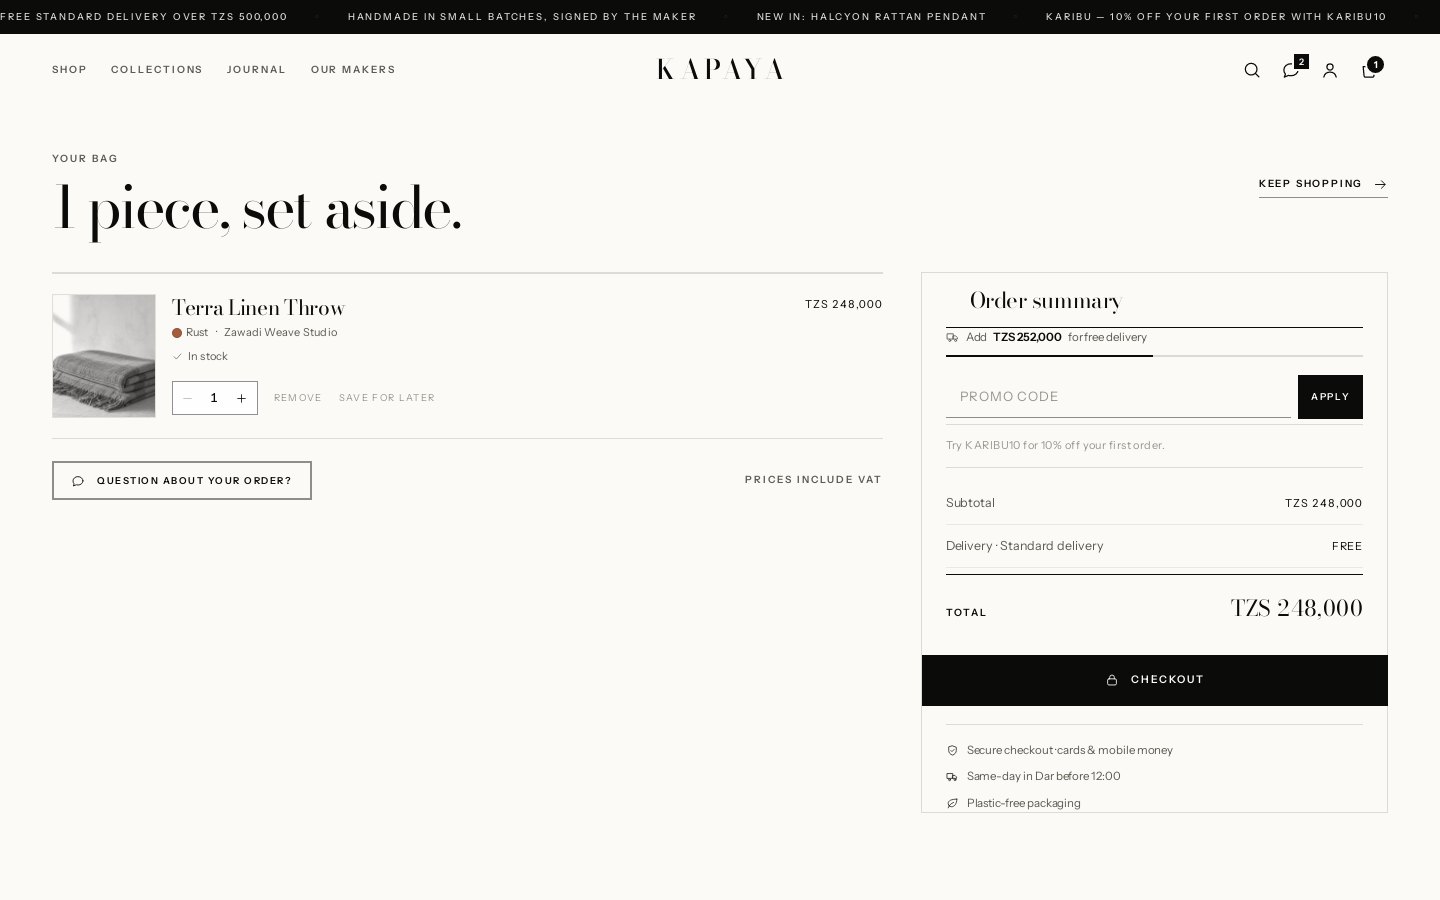 FREE STANDARD DELIVERY OVER TZS 500,000 HANDMADE IN SMALL BATCHES, SIGNED BY THE MAKER NEW IN: HALCYON RATTAN PENDANT KARIBU — 10% OFF YOUR FIRST ORDER WITH KARIBU10
SHOP COLLECTIONS JOURNAL OUR MAKERS KAPAYA 2 1
YOUR BAG
1 piece, set aside.
KEEP SHOPPING
Terra Linen Throw TZS 248,000
Rust · Zawadi Weave Studio
In stock
1 REMOVE SAVE FOR LATER
QUESTION ABOUT YOUR ORDER? PRICES INCLUDE VAT
Order summary
Add TZS 252,000 for free delivery
PROMO CODE APPLY
Try KARIBU10 for 10% off your first order.
Subtotal TZS 248,000
Delivery · Standard delivery FREE
TOTAL TZS 248,000
CHECKOUT
Secure checkout · cards & mobile money
Same-day in Dar before 12:00
Plastic-free packaging